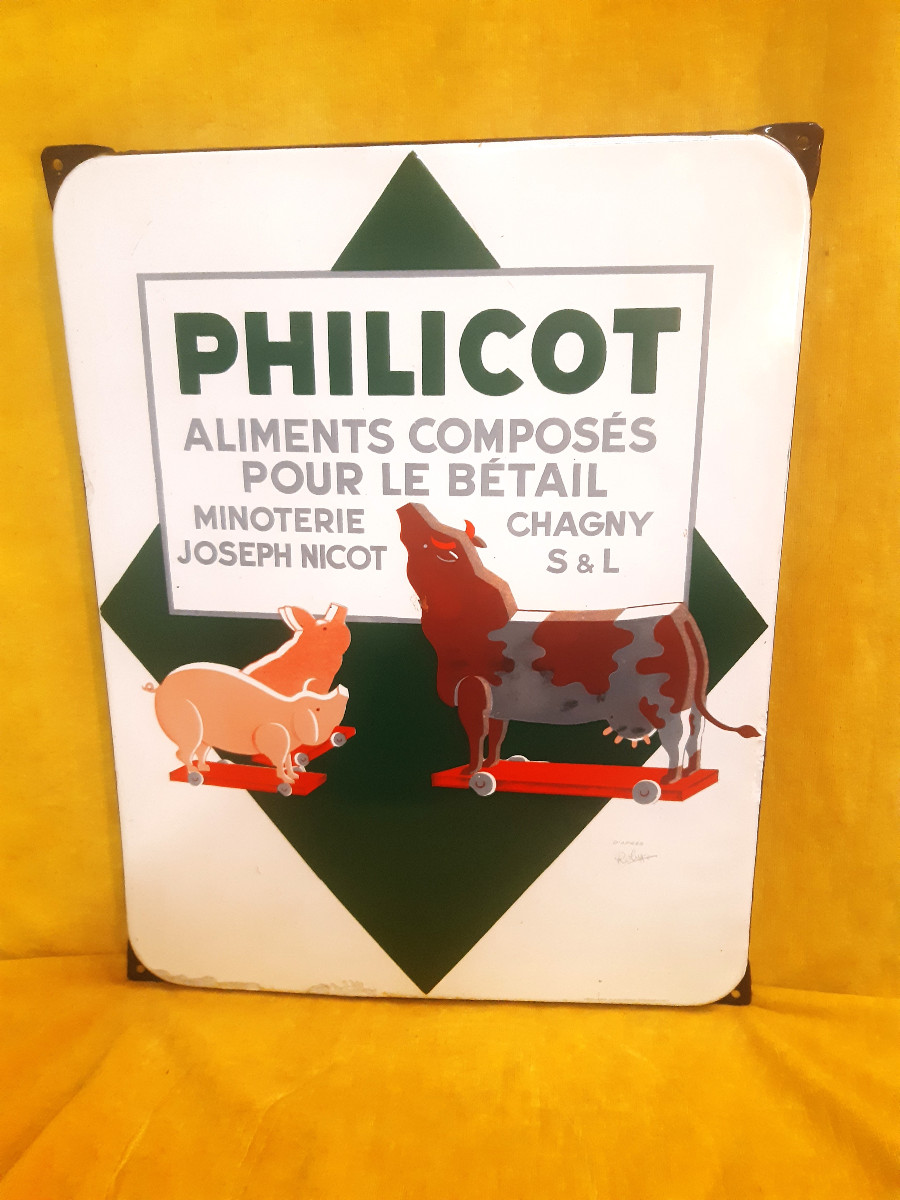 PHILICOT
ALIMENTS COMPOSÉS
POUR LE BÉTAIL
MINOTERIE
JOSEPH NICOT
CHAGNY
S & L